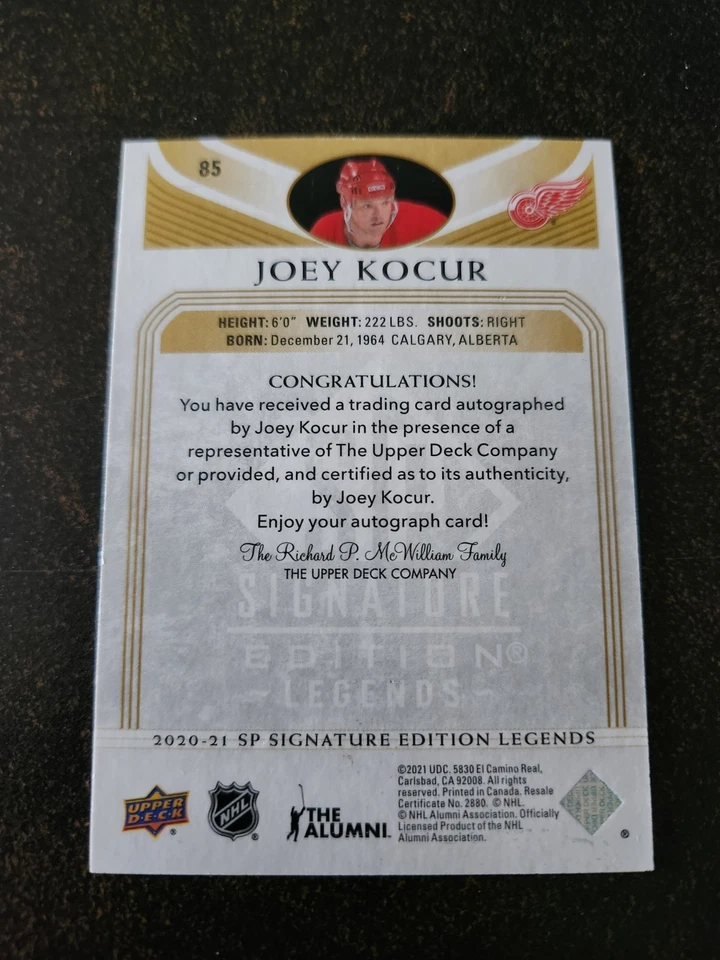 85
JOEY KOCUR
HEIGHT: 6'0" WEIGHT: 222 LBS. SHOOTS: RIGHT
BORN: December 21, 1964 CALGARY, ALBERTA
CONGRATULATIONS!
You have received a trading card autographed
by Joey Kocur in the presence of a
representative of The Upper Deck Company
or provided, and certified as to its authenticity,
by Joey Kocur.
Enjoy your autograph card!
The Richard P. McWilliam Family
THE UPPER DECK COMPANY
SIGNATURE
EDITION®
LEGENDS
2020-21 SP SIGNATURE EDITION LEGENDS
UPPER
D·E·C·K
®
NHL
®
THE
ALUMNI
©2021 UDC. 5830 El Camino Real,
Carlsbad, CA 92008. All rights
reserved. Printed in Canada. Resale
Certificate No. 2880. © NHL.
© NHL Alumni Association. Officially
Licensed Product of the NHL
Alumni Association.
®